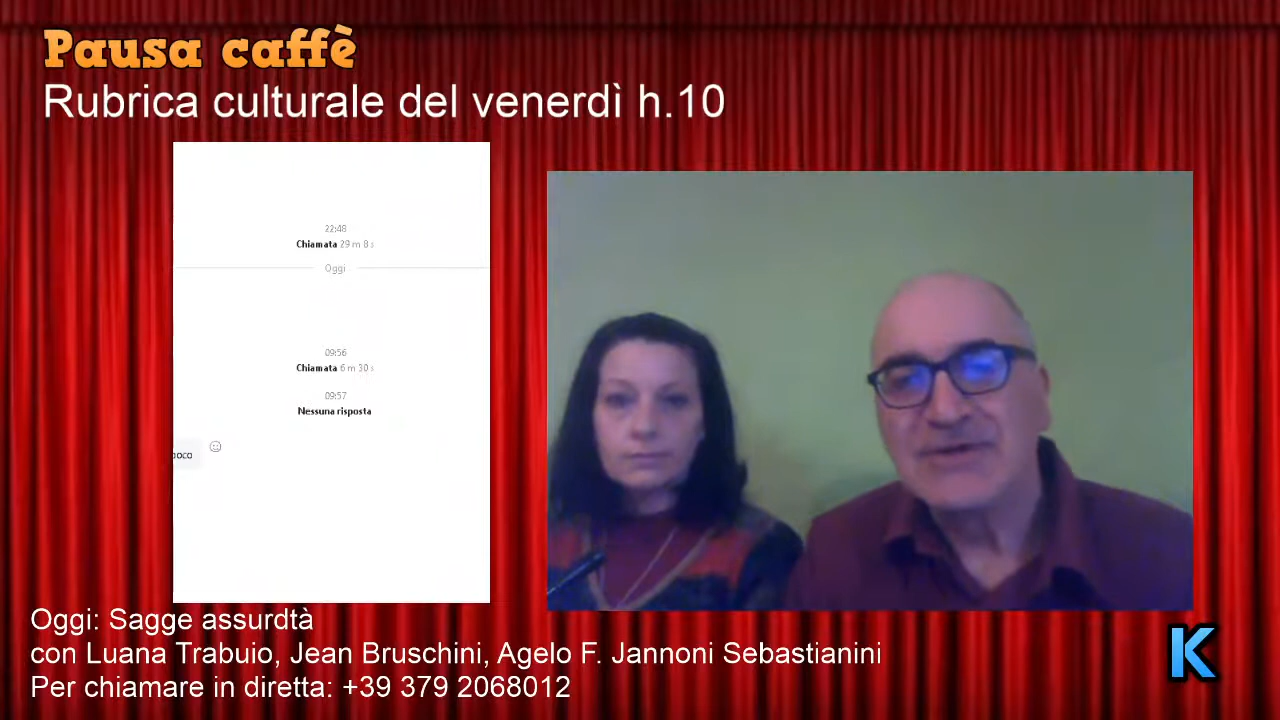 Pausa caffè
Rubrica culturale del venerdì h.10
22:48
Chiamata 29 m 8 s
Oggi
09:56
Chiamata 6 m 30 s
09:57
Nessuna risposta
poco
Oggi: Sagge assurdtà
con Luana Trabuio, Jean Bruschini, Agelo F. Jannoni Sebastianini
Per chiamare in diretta: +39 379 2068012
K